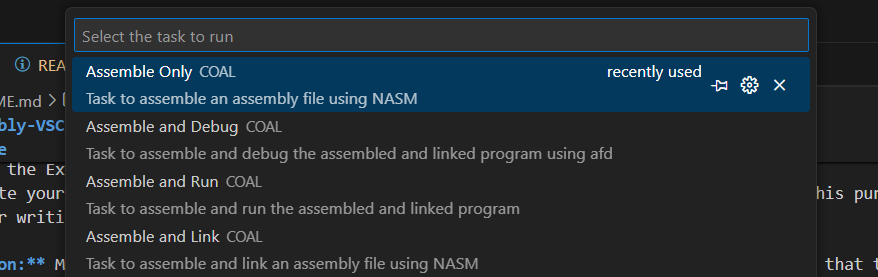 Select the task to run
README
Assemble Only COAL recently used
ME.md >
Task to assemble an assembly file using NASM
bly-VSC
Assemble and Debug COAL
e
Task to assemble and debug the assembled and linked program using afd
the Ex
Assemble and Run COAL
te your his pur
Task to assemble and run the assembled and linked program
r writi
Assemble and Link COAL
on:** M that t
Task to assemble and link an assembly file using NASM